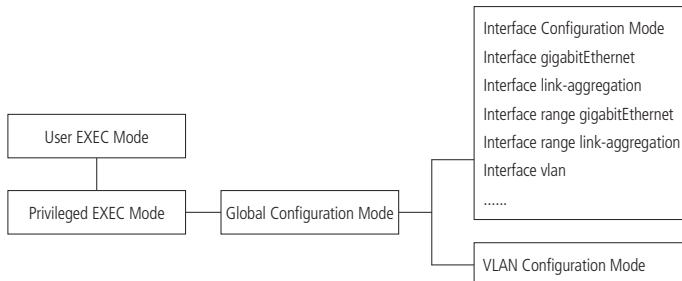 User EXEC Mode
Privileged EXEC Mode
Global Configuration Mode
Interface Configuration Mode
Interface gigabitEthernet
Interface link-aggregation
Interface range gigabitEthernet
Interface range link-aggregation
Interface vlan
......
VLAN Configuration Mode